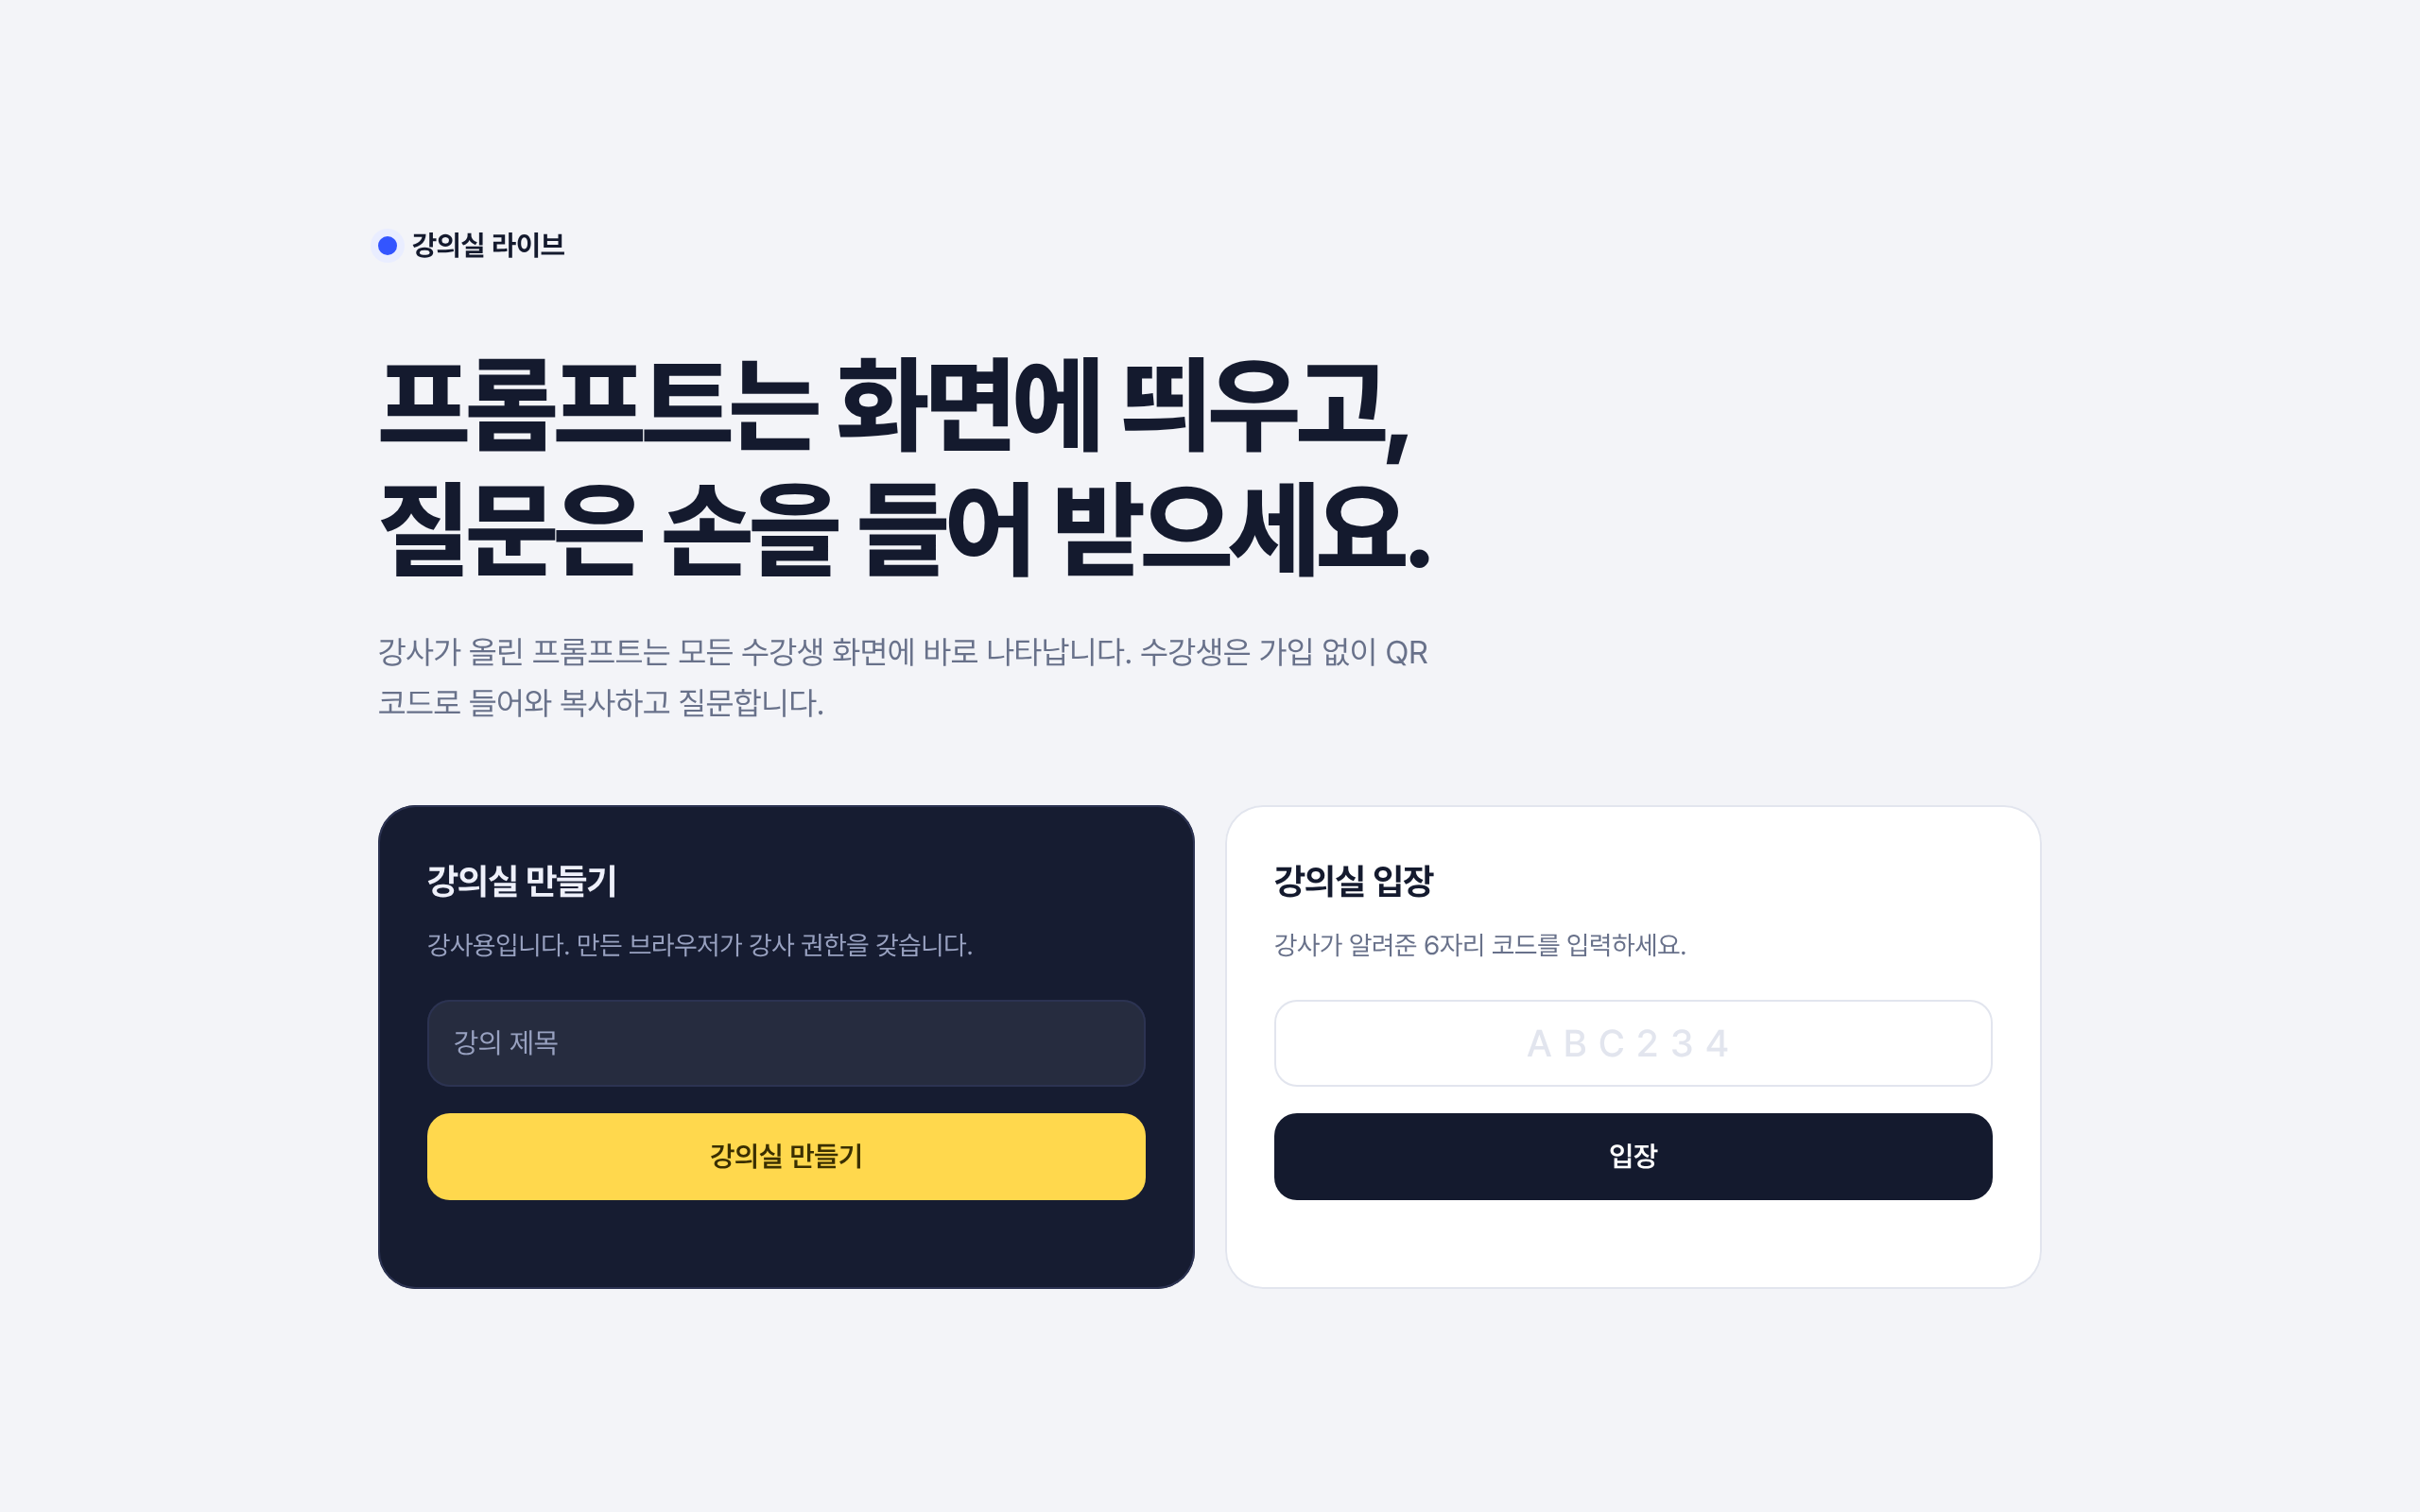 강의실 라이브
프롬프트는 화면에 띄우고,
질문은 손을 들어 받으세요.
강사가 올린 프롬프트는 모든 수강생 화면에 바로 나타납니다. 수강생은 가입 없이 QR
코드로 들어와 복사하고 질문합니다.
강의실 만들기
강사용입니다. 만든 브라우저가 강사 권한을 갖습니다.
강의 제목
강의실 만들기
강의실 입장
강사가 알려준 6자리 코드를 입력하세요.
ABC234
입장